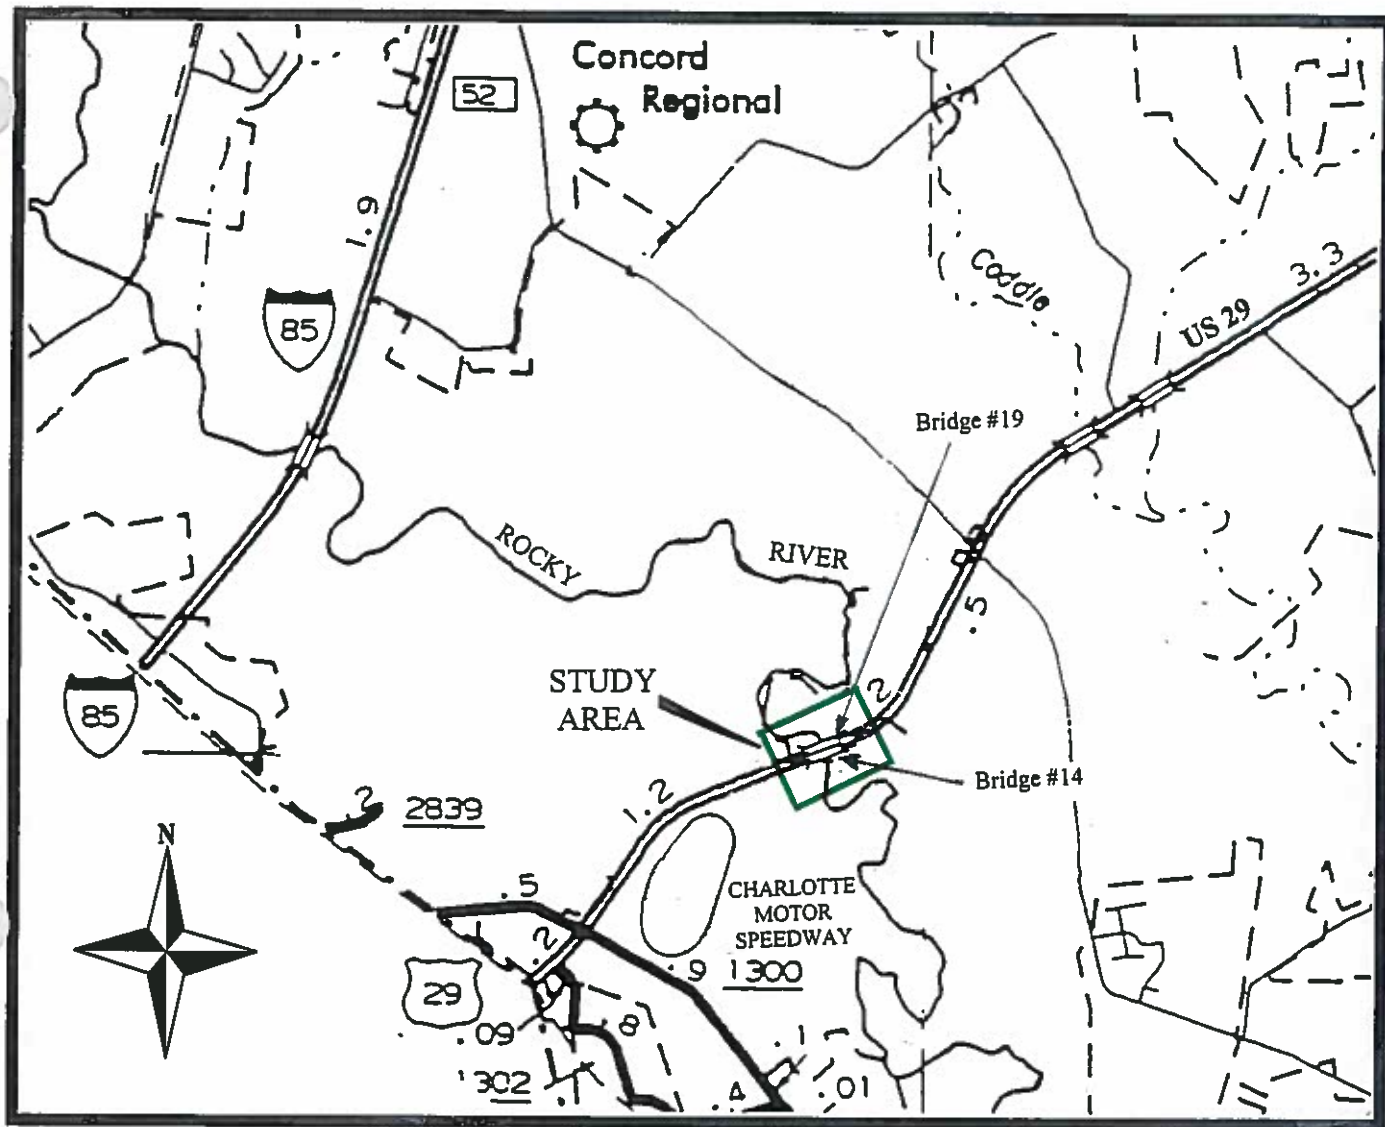 Concord
Regional
52
1.9
85
Coddle
3.3
US 29
Bridge #19
ROCKY
RIVER
.5
STUDY
AREA
.2
85
Bridge #14
1.2
.2
2839
N
.5
CHARLOTTE
MOTOR
SPEEDWAY
.2
.9
1300
29
.09
.8
.1
302
.4
.01